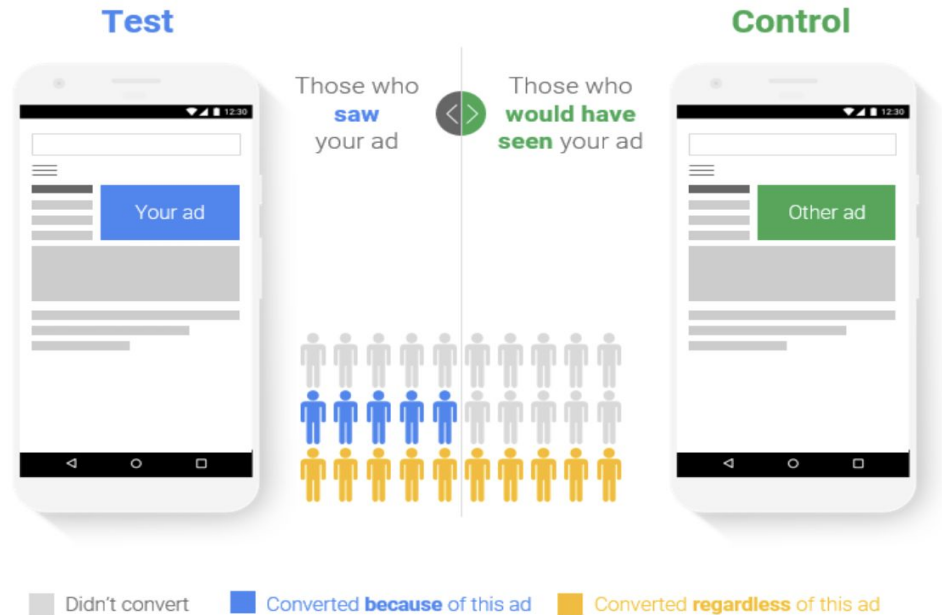 Test
Control
Those who
saw
your ad
Those who
would have
seen your ad
12:30
Your ad
12:30
Other ad
Didn't convert
Converted because of this ad
Converted regardless of this ad